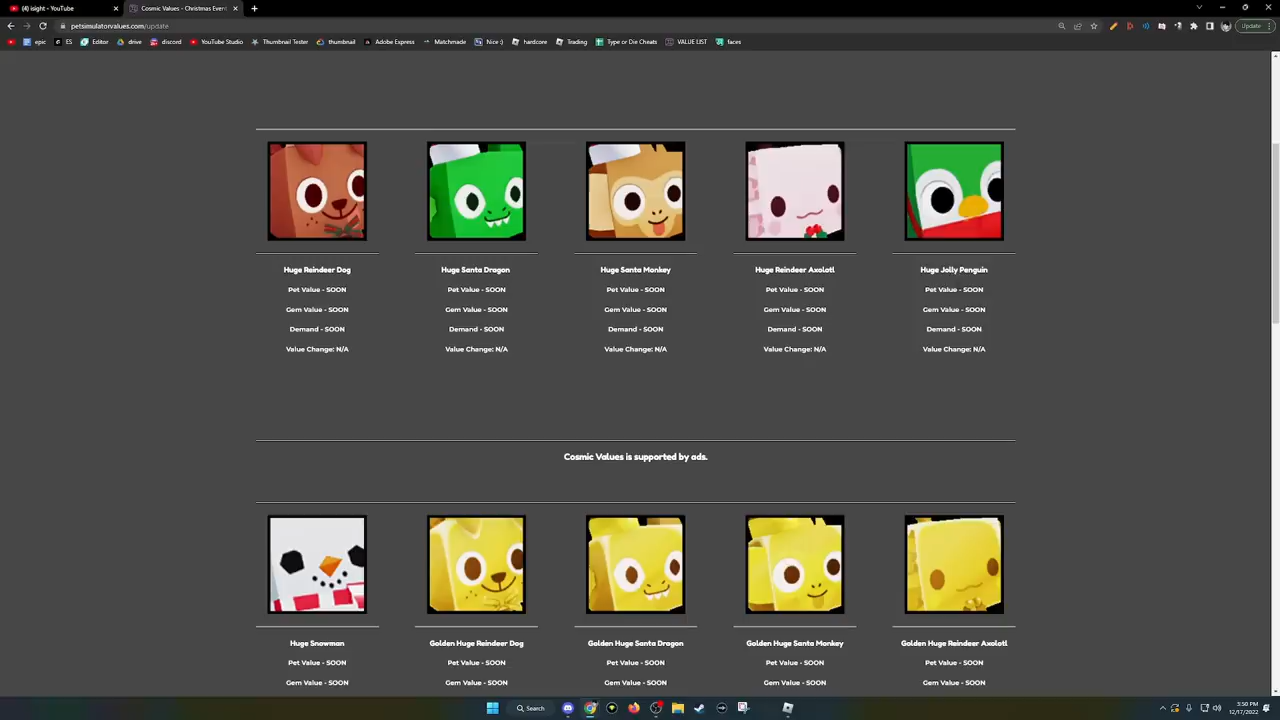 (4) isight - YouTube
Cosmic Values - Christmas Even
petsimulatorvalues.com/update
Update
epic
ES
Editor
drive
discord
YouTube Studio
Thumbnail Tester
thumbnail
Adobe Express
Matchmade
Nice :)
hardcore
Trading
Type or Die Cheats
VALUE LIST
faces
Huge Reindeer Dog
Huge Santa Dragon
Huge Santa Monkey
Huge Reindeer Axolotl
Huge Jolly Penguin
Pet Value - SOON
Pet Value - SOON
Pet Value - SOON
Pet Value - SOON
Pet Value - SOON
Gem Value - SOON
Gem Value - SOON
Gem Value - SOON
Gem Value - SOON
Gem Value - SOON
Demand - SOON
Demand - SOON
Demand - SOON
Demand - SOON
Demand - SOON
Value Change: N/A
Value Change: N/A
Value Change: N/A
Value Change: N/A
Value Change: N/A
Cosmic Values is supported by ads.
Huge Snowman
Golden Huge Reindeer Dog
Golden Huge Santa Dragon
Golden Huge Santa Monkey
Golden Huge Reindeer Axolotl
Pet Value - SOON
Pet Value - SOON
Pet Value - SOON
Pet Value - SOON
Pet Value - SOON
Gem Value - SOON
Gem Value - SOON
Gem Value - SOON
Gem Value - SOON
Gem Value - SOON
Search
3:50 PM
12/17/2022